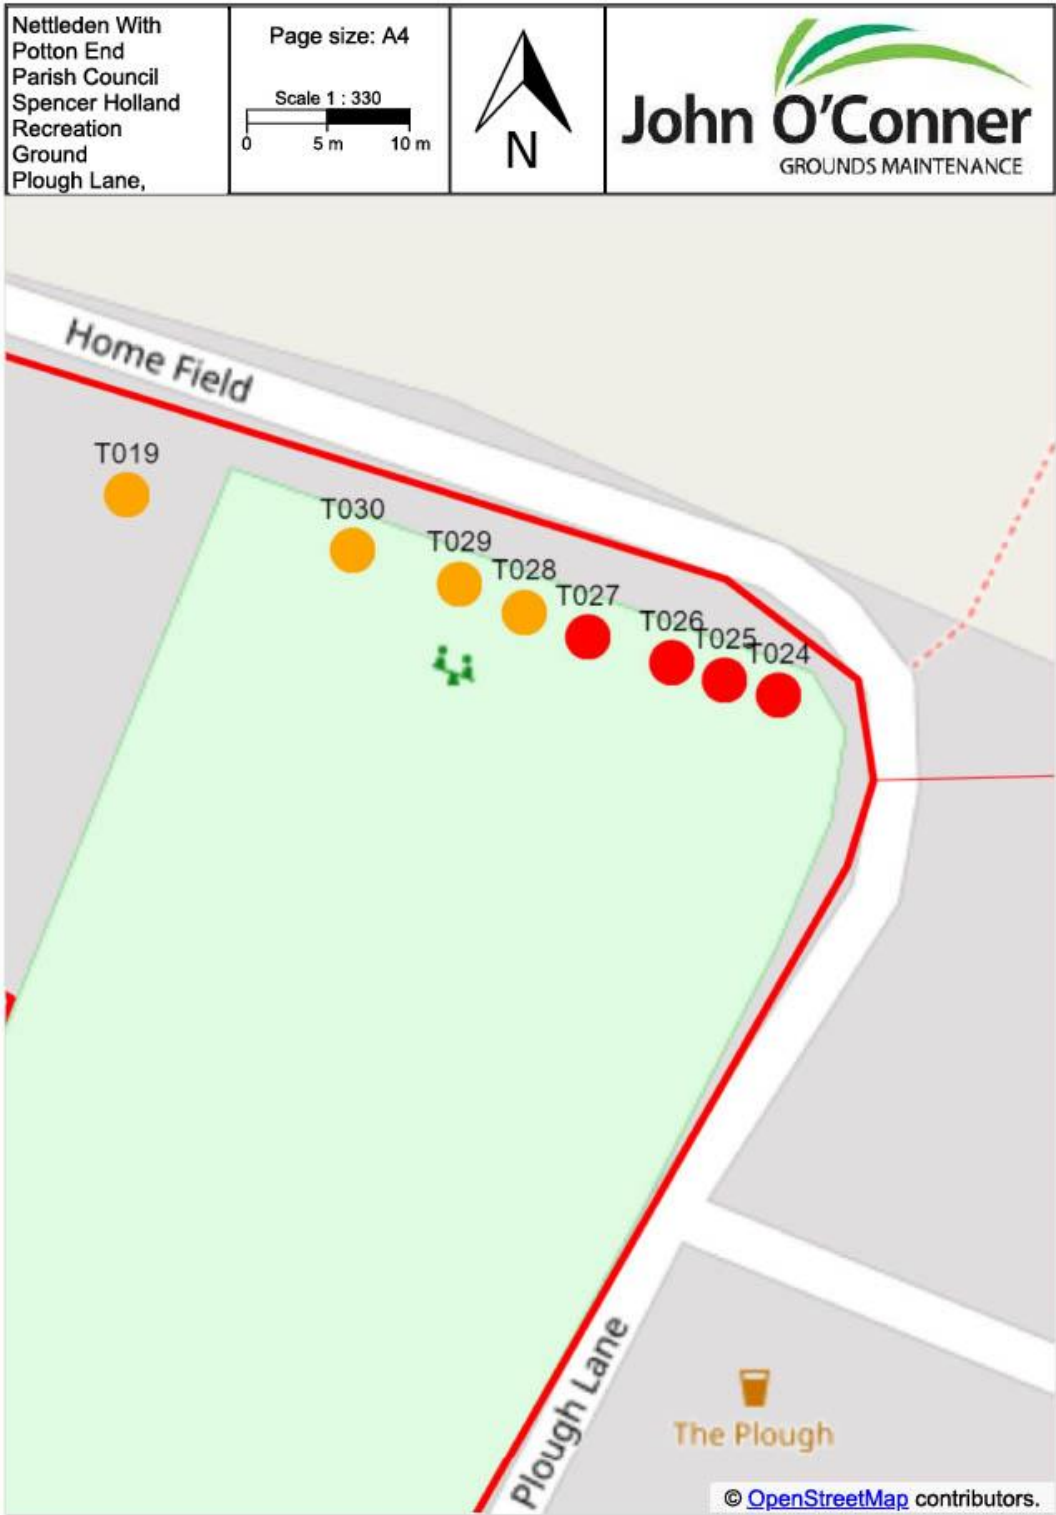 Nettleden With
Potton End
Parish Council
Spencer Holland
Recreation
Ground
Plough Lane,
Page size: A4
Scale 1 : 330
0 5 m 10 m
N
John O'Conner
GROUNDS MAINTENANCE
Home Field
T019
T030
T029
T028
T027
T026
T025
T024
Plough Lane
The Plough
© OpenStreetMap contributors.